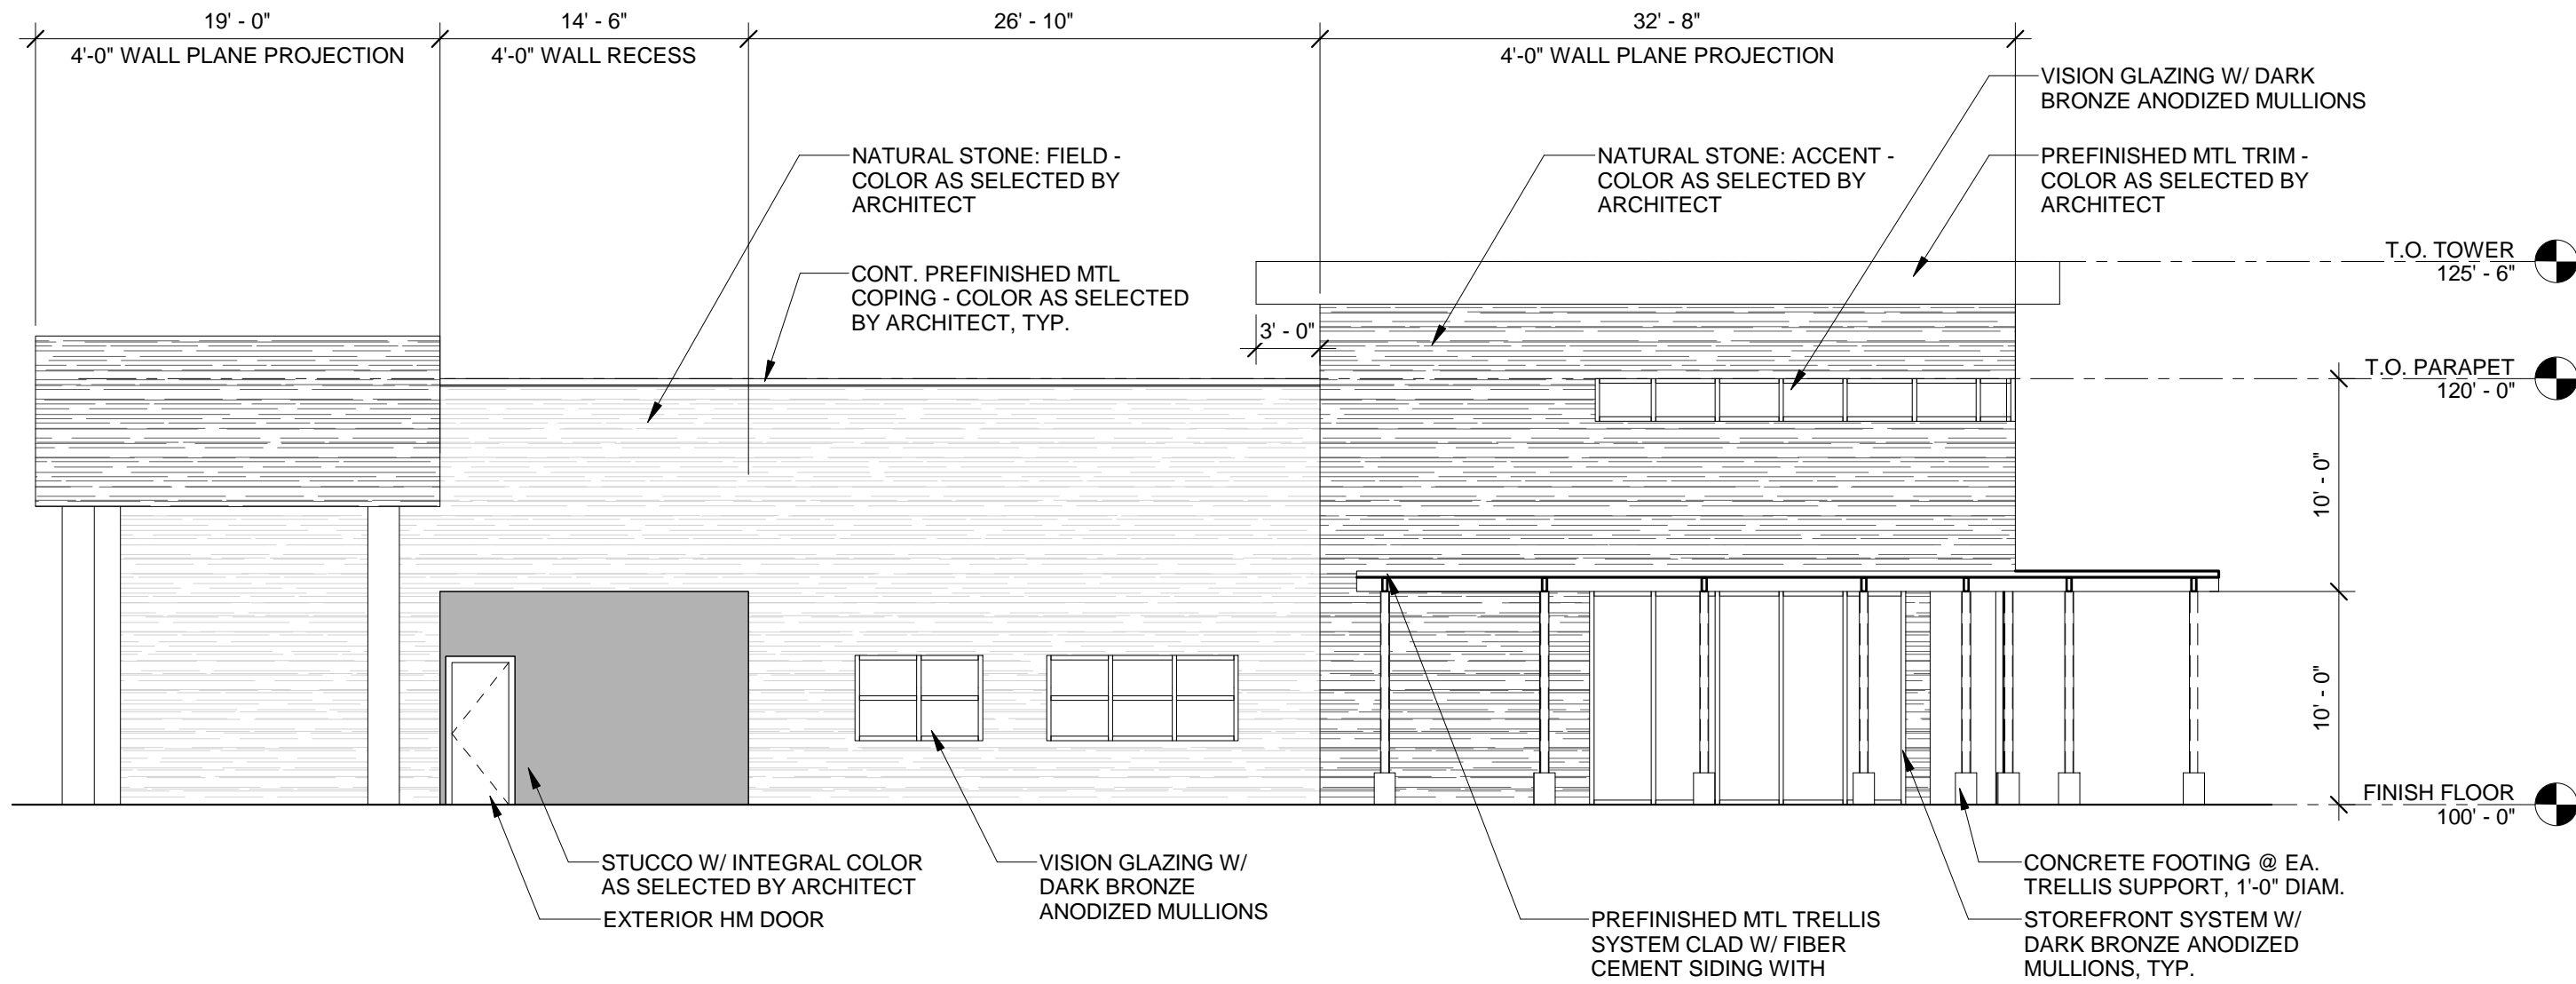 19' - 0"
14' - 6"
26' - 10"
32' - 8"
4'-0" WALL PLANE PROJECTION
4'-0" WALL RECESS
4'-0" WALL PLANE PROJECTION
VISION GLAZING W/ DARK
BRONZE ANODIZED MULLIONS
NATURAL STONE: FIELD -
COLOR AS SELECTED BY
ARCHITECT
NATURAL STONE: ACCENT -
COLOR AS SELECTED BY
ARCHITECT
PREFINISHED MTL TRIM -
COLOR AS SELECTED BY
ARCHITECT
T.O. TOWER
125' - 6"
CONT. PREFINISHED MTL
COPING - COLOR AS SELECTED
BY ARCHITECT, TYP.
3' - 0"
T.O. PARAPET
120' - 0"
10' - 0"
10' - 0"
FINISH FLOOR
100' - 0"
STUCCO W/ INTEGRAL COLOR
AS SELECTED BY ARCHITECT
EXTERIOR HM DOOR
VISION GLAZING W/
DARK BRONZE
ANODIZED MULLIONS
PREFINISHED MTL TRELLIS
SYSTEM CLAD W/ FIBER
CEMENT SIDING WITH
CONCRETE FOOTING @ EA.
TRELLIS SUPPORT, 1'-0" DIAM.
STOREFRONT SYSTEM W/
DARK BRONZE ANODIZED
MULLIONS, TYP.